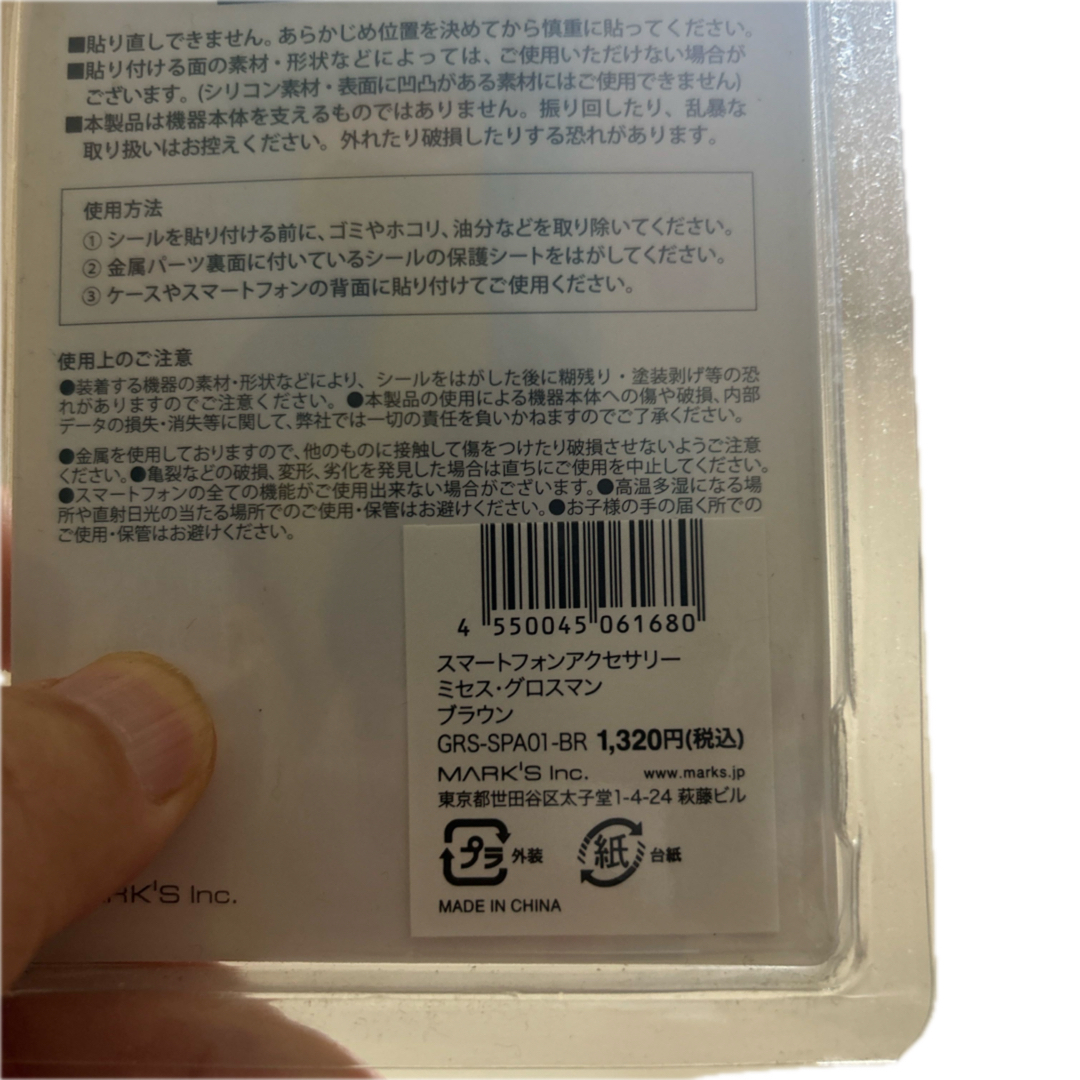 ■貼り直しできません。あらかじめ位置を決めてから慎重に貼ってください。
■貼り付ける面の素材・形状などによっては、ご使用いただけない場合が
ございます。(シリコン素材・表面に凹凸がある素材にはご使用できません)
■本製品は機器本体を支えるものではありません。振り回したり、乱暴な
取り扱いはお控えください。外れたり破損したりする恐れがあります。
使用方法
① シールを貼り付ける前に、ゴミやホコリ、油分などを取り除いてください。
② 金属パーツ裏面に付いているシールの保護シートをはがしてください。
③ ケースやスマートフォンの背面に貼り付けてご使用ください。
使用上のご注意
●装着する機器の素材・形状などにより、シールをはがした後に糊残り・塗装剥げ等の恐
れがありますのでご注意ください。●本製品の使用による機器本体への傷や破損、内部
データの損失・消失等に関して、弊社では一切の責任を負いかねますのでご了承ください。
●金属を使用しておりますので、他のものに接触して傷をつけたり破損させないようご注意
ください。●亀裂などの破損、変形、劣化を発見した場合は直ちにご使用を中止してください。
●スマートフォンの全ての機能がご使用出来ない場合がございます。●高温多湿になる場
所や直射日光の当たる場所でのご使用・保管はお避けください。●お子様の手の届く所での
ご使用・保管はお避けください。
4 550045 061680
スマートフォンアクセサリー
ミセス・グロスマン
ブラウン
GRS-SPA01-BR 1,320円(税込)
MARK'S Inc. www.marks.jp
東京都世田谷区太子堂1-4-24 萩藤ビル
プラ 外装 紙 台紙
MADE IN CHINA
MARK'S Inc.